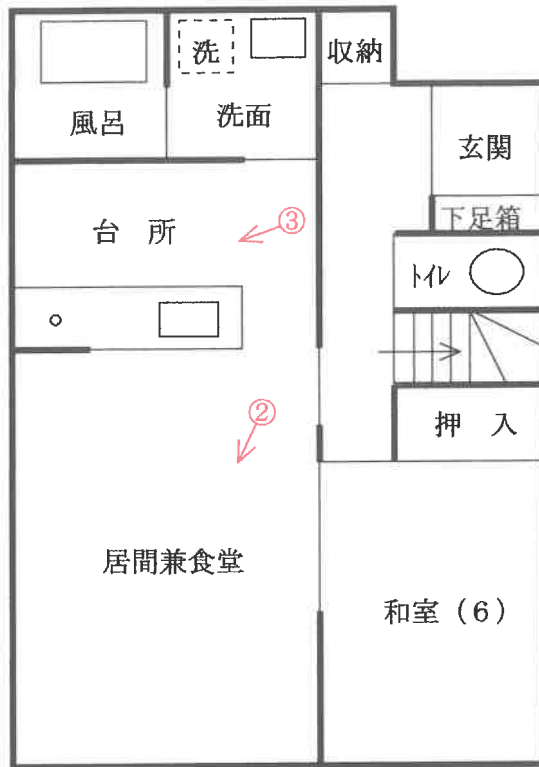 洗
収納
風呂
洗面
玄関
台 所
③
下足箱
トイレ
②
押 入
居間兼食堂
和室（６）